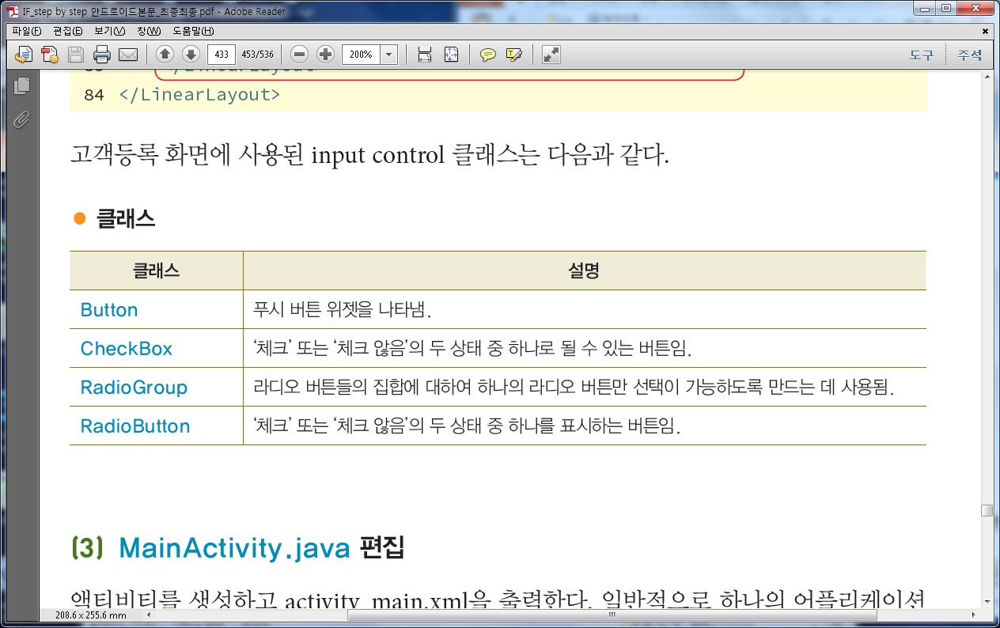 IF_step by step 안드로이드본문_최종최종.pdf - Adobe Reader
파일(F) 편집(E) 보기(V) 창(W) 도움말(H)
433 453/536 200% 도구 주석
84 </LinearLayout>
고객등록 화면에 사용된 input control 클래스는 다음과 같다.
클래스
클래스 설명
Button 푸시 버튼 위젯을 나타냄.
CheckBox ‘체크’ 또는 ‘체크 않음’의 두 상태 중 하나로 될 수 있는 버튼임.
RadioGroup 라디오 버튼들의 집합에 대하여 하나의 라디오 버튼만 선택이 가능하도록 만드는 데 사용됨.
RadioButton ‘체크’ 또는 ‘체크 않음’의 두 상태 중 하나를 표시하는 버튼임.
(3) MainActivity.java 편집
액티비티를 생성하고 activity_main.xml을 출력한다. 일반적으로 하나의 어플리케이션
208.6 x 255.6 mm